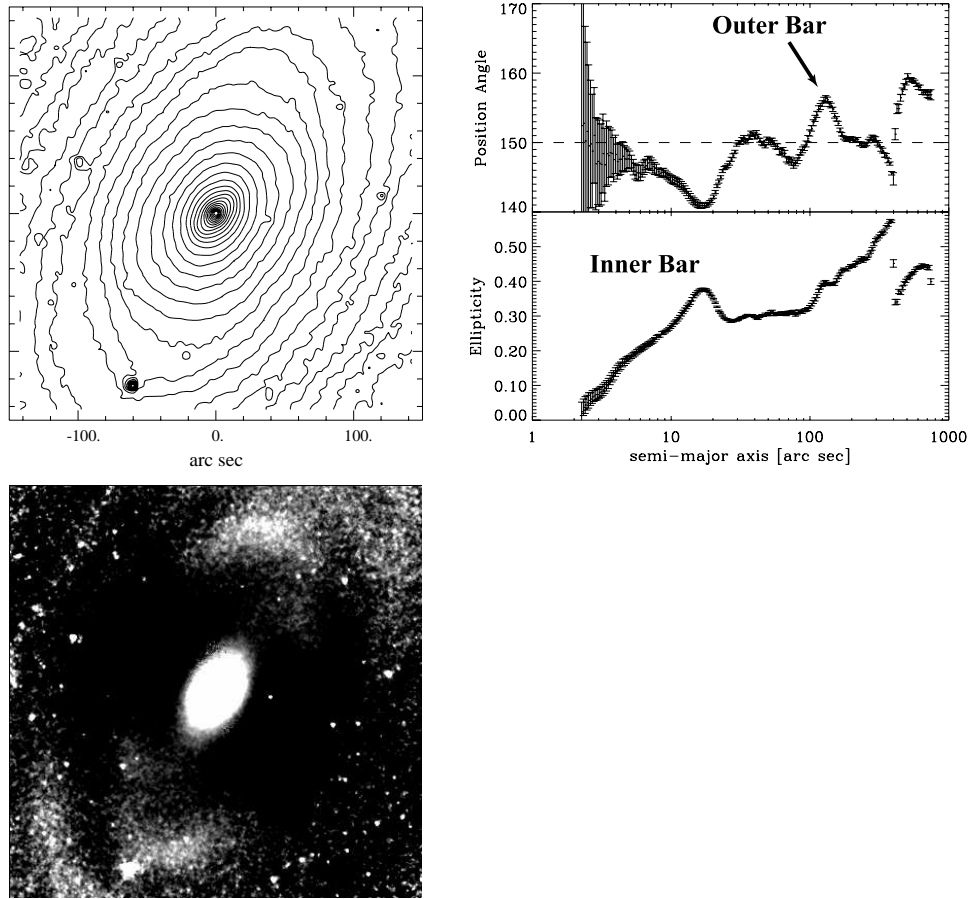 -100.
0.
100.
arc sec
170
160
150
140
Position Angle
Outer Bar
0.50
0.40
0.30
0.20
0.10
0.00
Ellipticity
Inner Bar
1
10
100
1000
semi-major axis [arc sec]